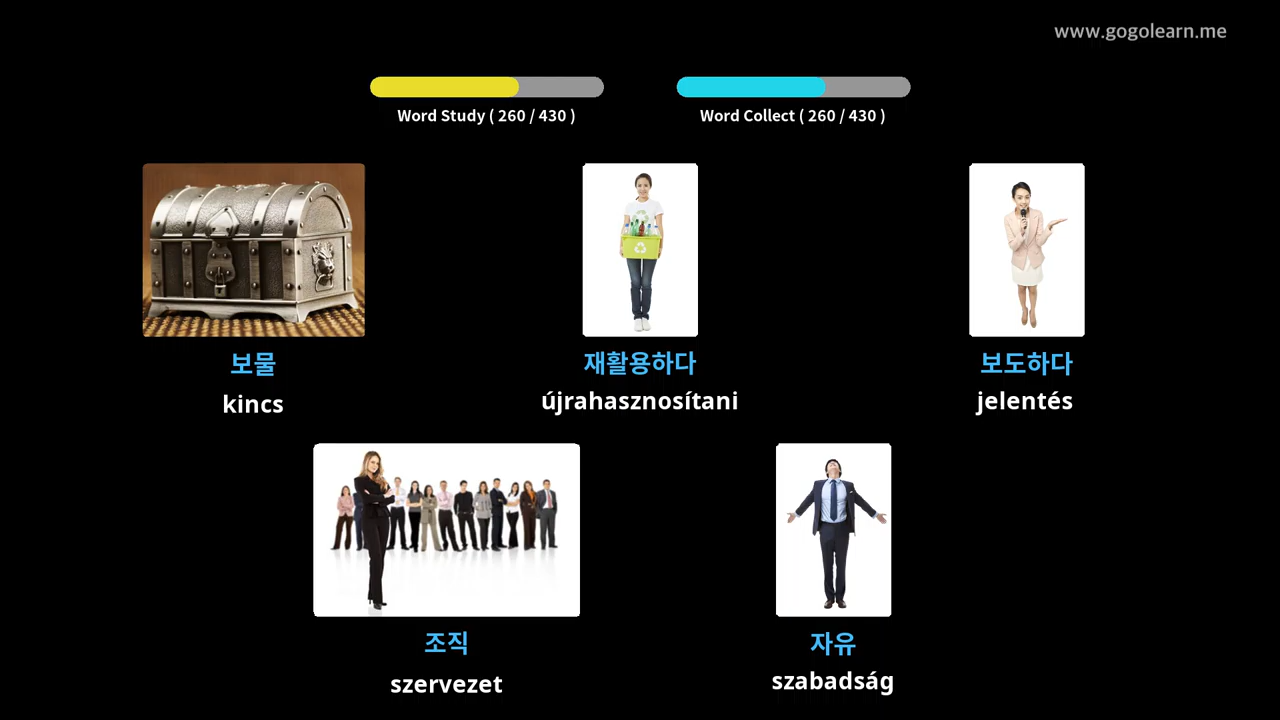 www.gogolearn.me
Word Study ( 260 / 430 )
Word Collect ( 260 / 430 )
보물
kincs
재활용하다
újrahasznosítani
보도하다
jelentés
조직
szervezet
자유
szabadság